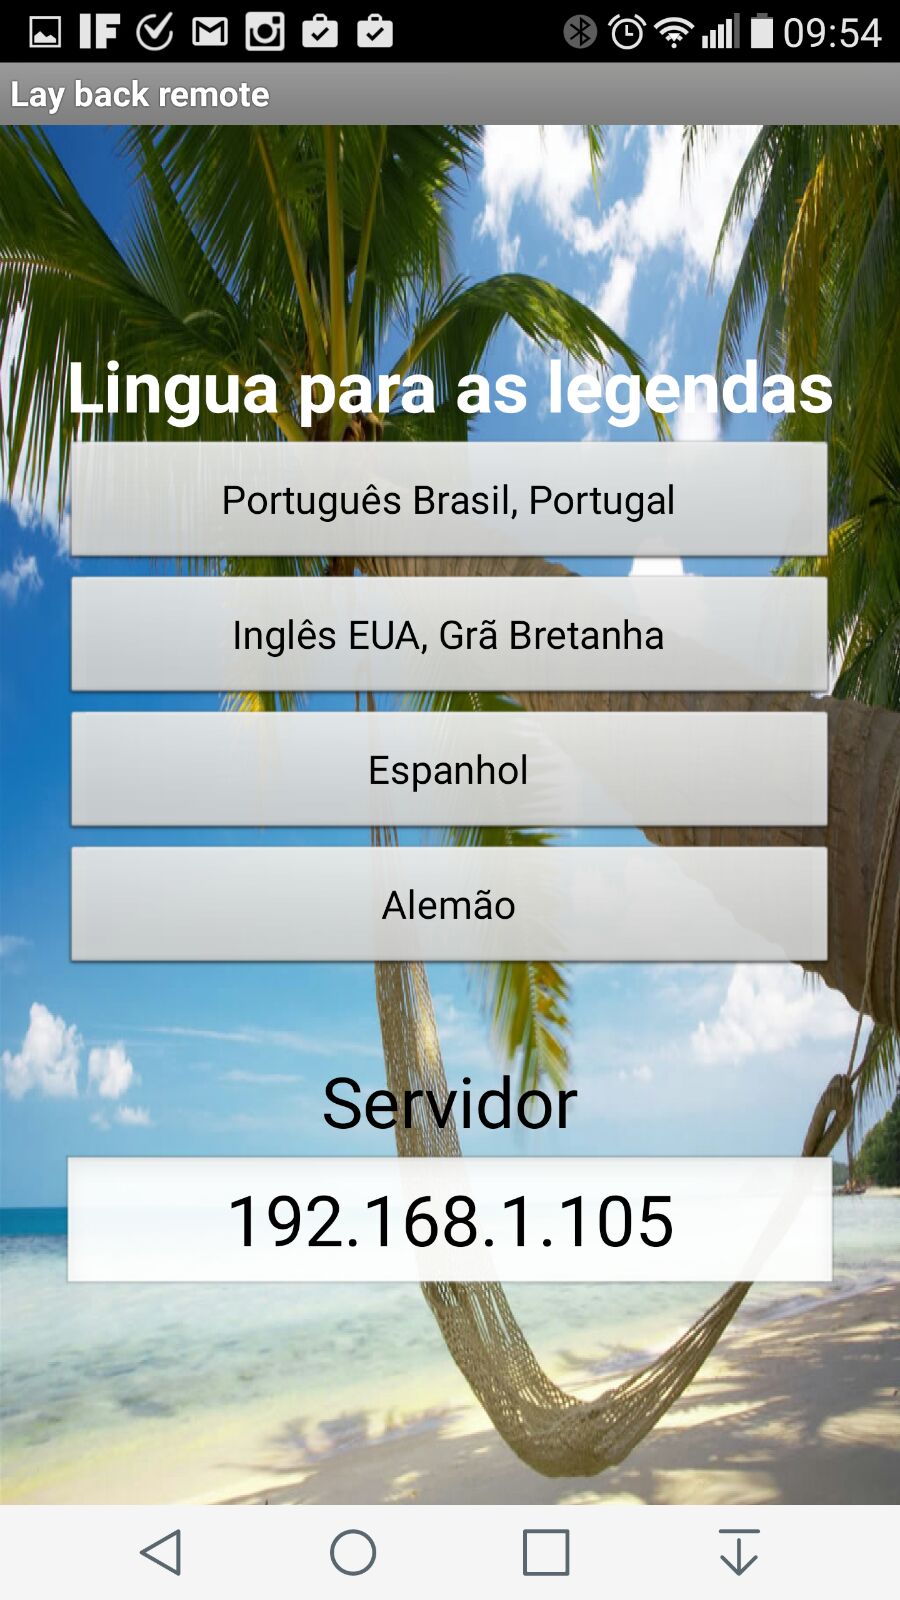 IF
09:54
Lay back remote
Lingua para as legendas
Português Brasil, Portugal
Inglês EUA, Grã Bretanha
Espanhol
Alemão
Servidor
192.168.1.105